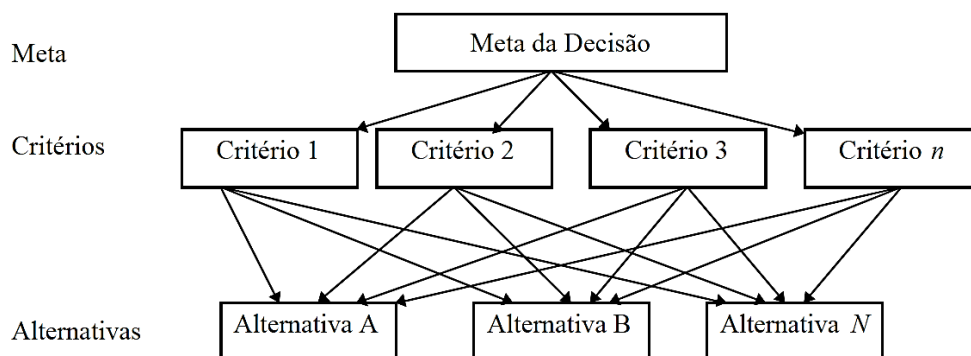 Meta
Meta da Decisão
Critérios
Critério 1
Critério 2
Critério 3
Critério n
Alternativas
Alternativa A
Alternativa B
Alternativa N